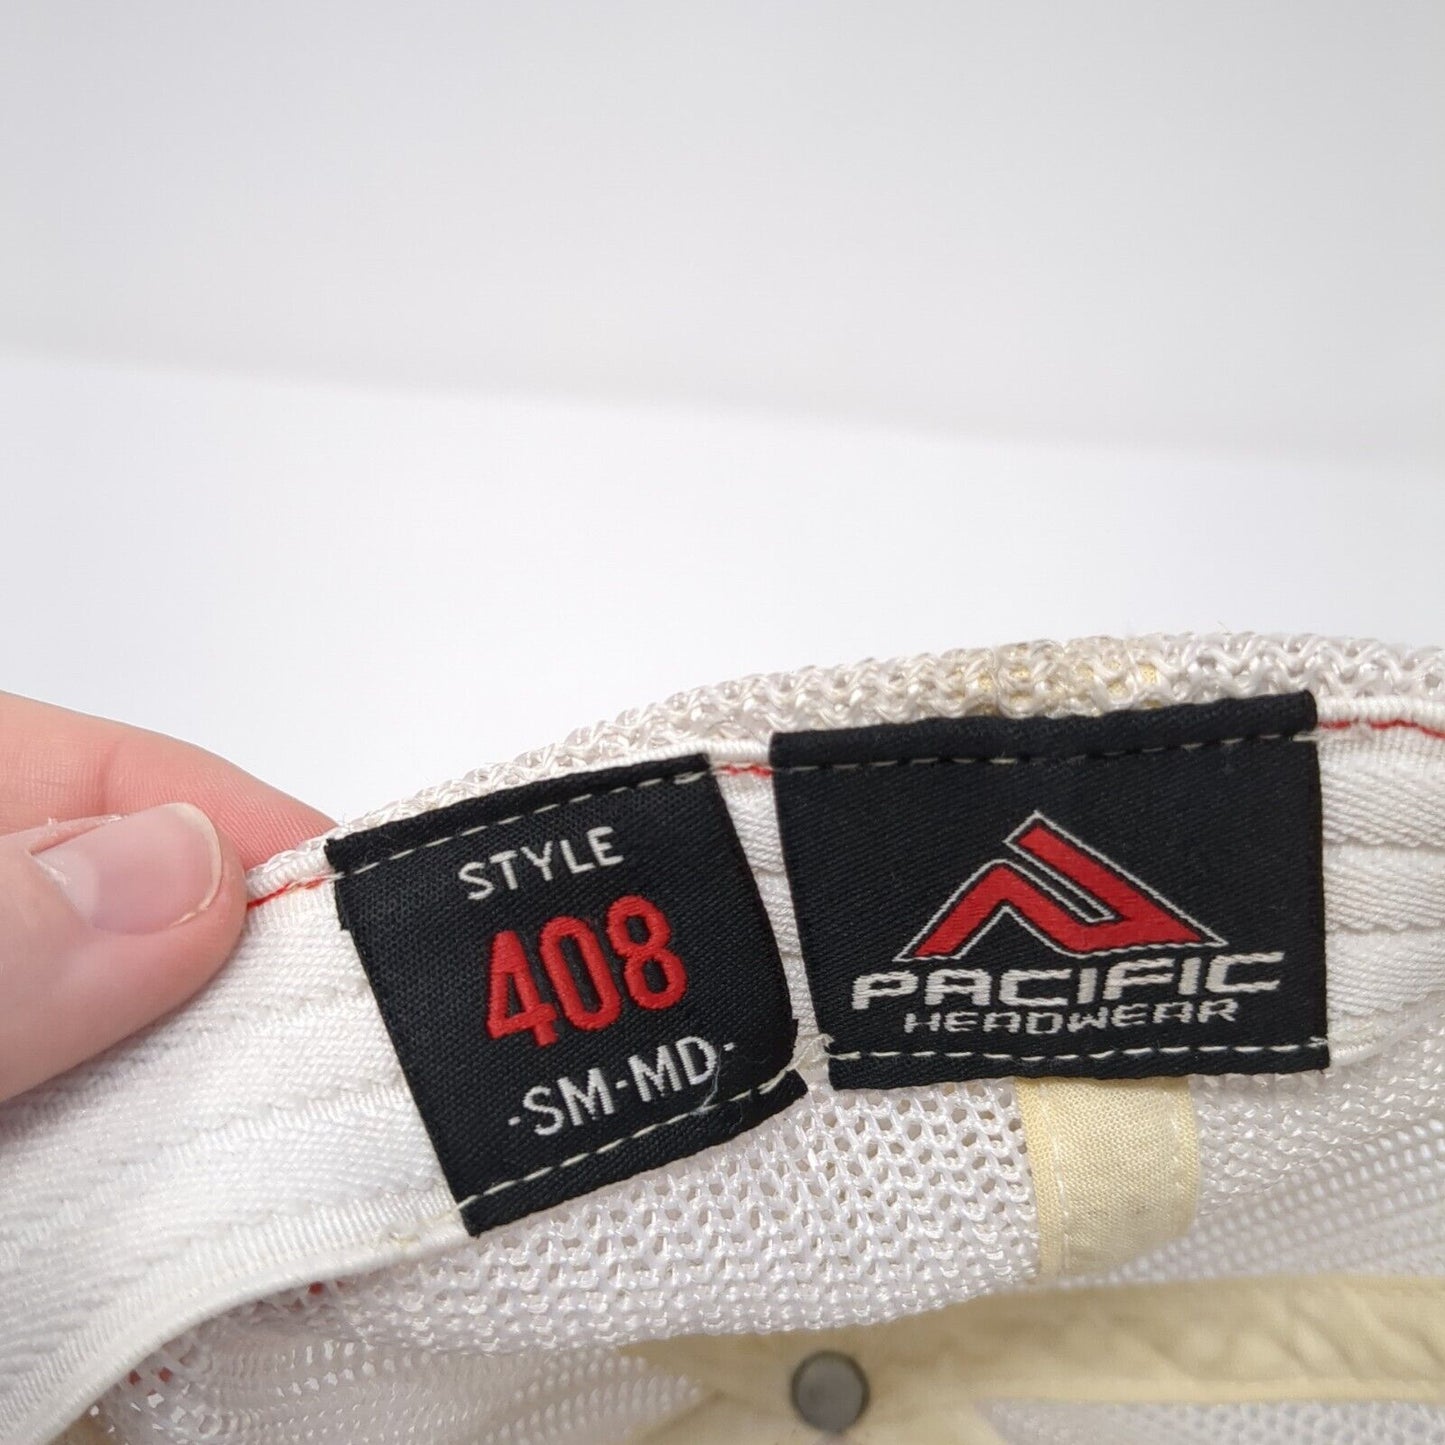 STYLE
408
-SM-MD-
PACIFIC
HEADWEAR